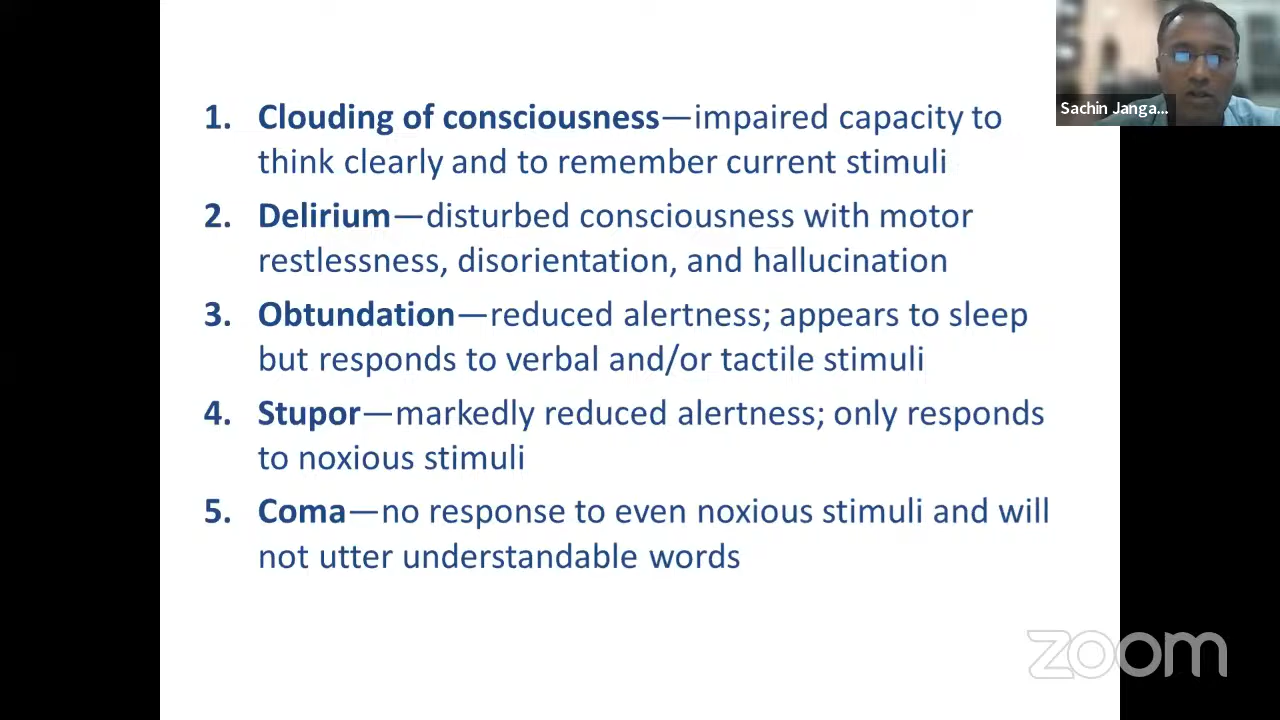 1. Clouding of consciousness—impaired capacity to
think clearly and to remember current stimuli
2. Delirium—disturbed consciousness with motor
restlessness, disorientation, and hallucination
3. Obtundation—reduced alertness; appears to sleep
but responds to verbal and/or tactile stimuli
4. Stupor—markedly reduced alertness; only responds
to noxious stimuli
5. Coma—no response to even noxious stimuli and will
not utter understandable words
Sachin Janga...
zoom